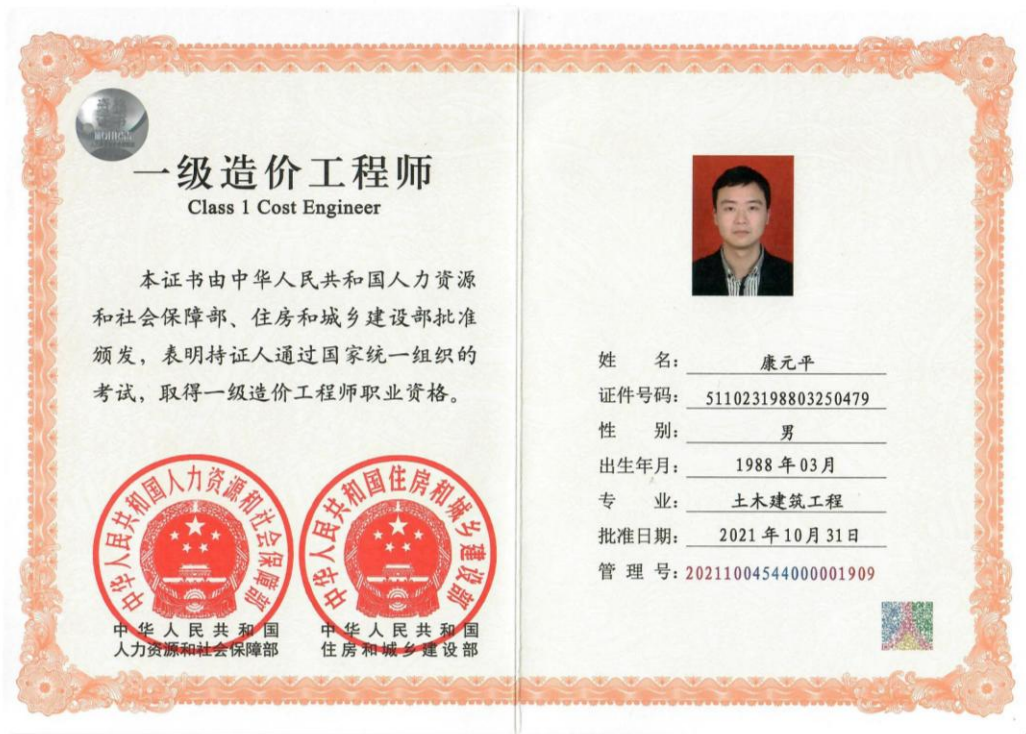 一级造价工程师
Class 1 Cost Engineer
本证书由中华人民共和国人力资源
和社会保障部、住房和城乡建设部批准
颁发，表明持证人通过国家统一组织的
考试，取得一级造价工程师职业资格。
中华人民共和国人力资源和社会保障部
中华人民共和国住房和城乡建设部
中华人民共和国
人力资源和社会保障部
中华人民共和国
住房和城乡建设部
姓名：康元平
证件号码：511023198803250479
性别：男
出生年月：1988年03月
专业：土木建筑工程
批准日期：2021年10月31日
管理号：20211004544000001909